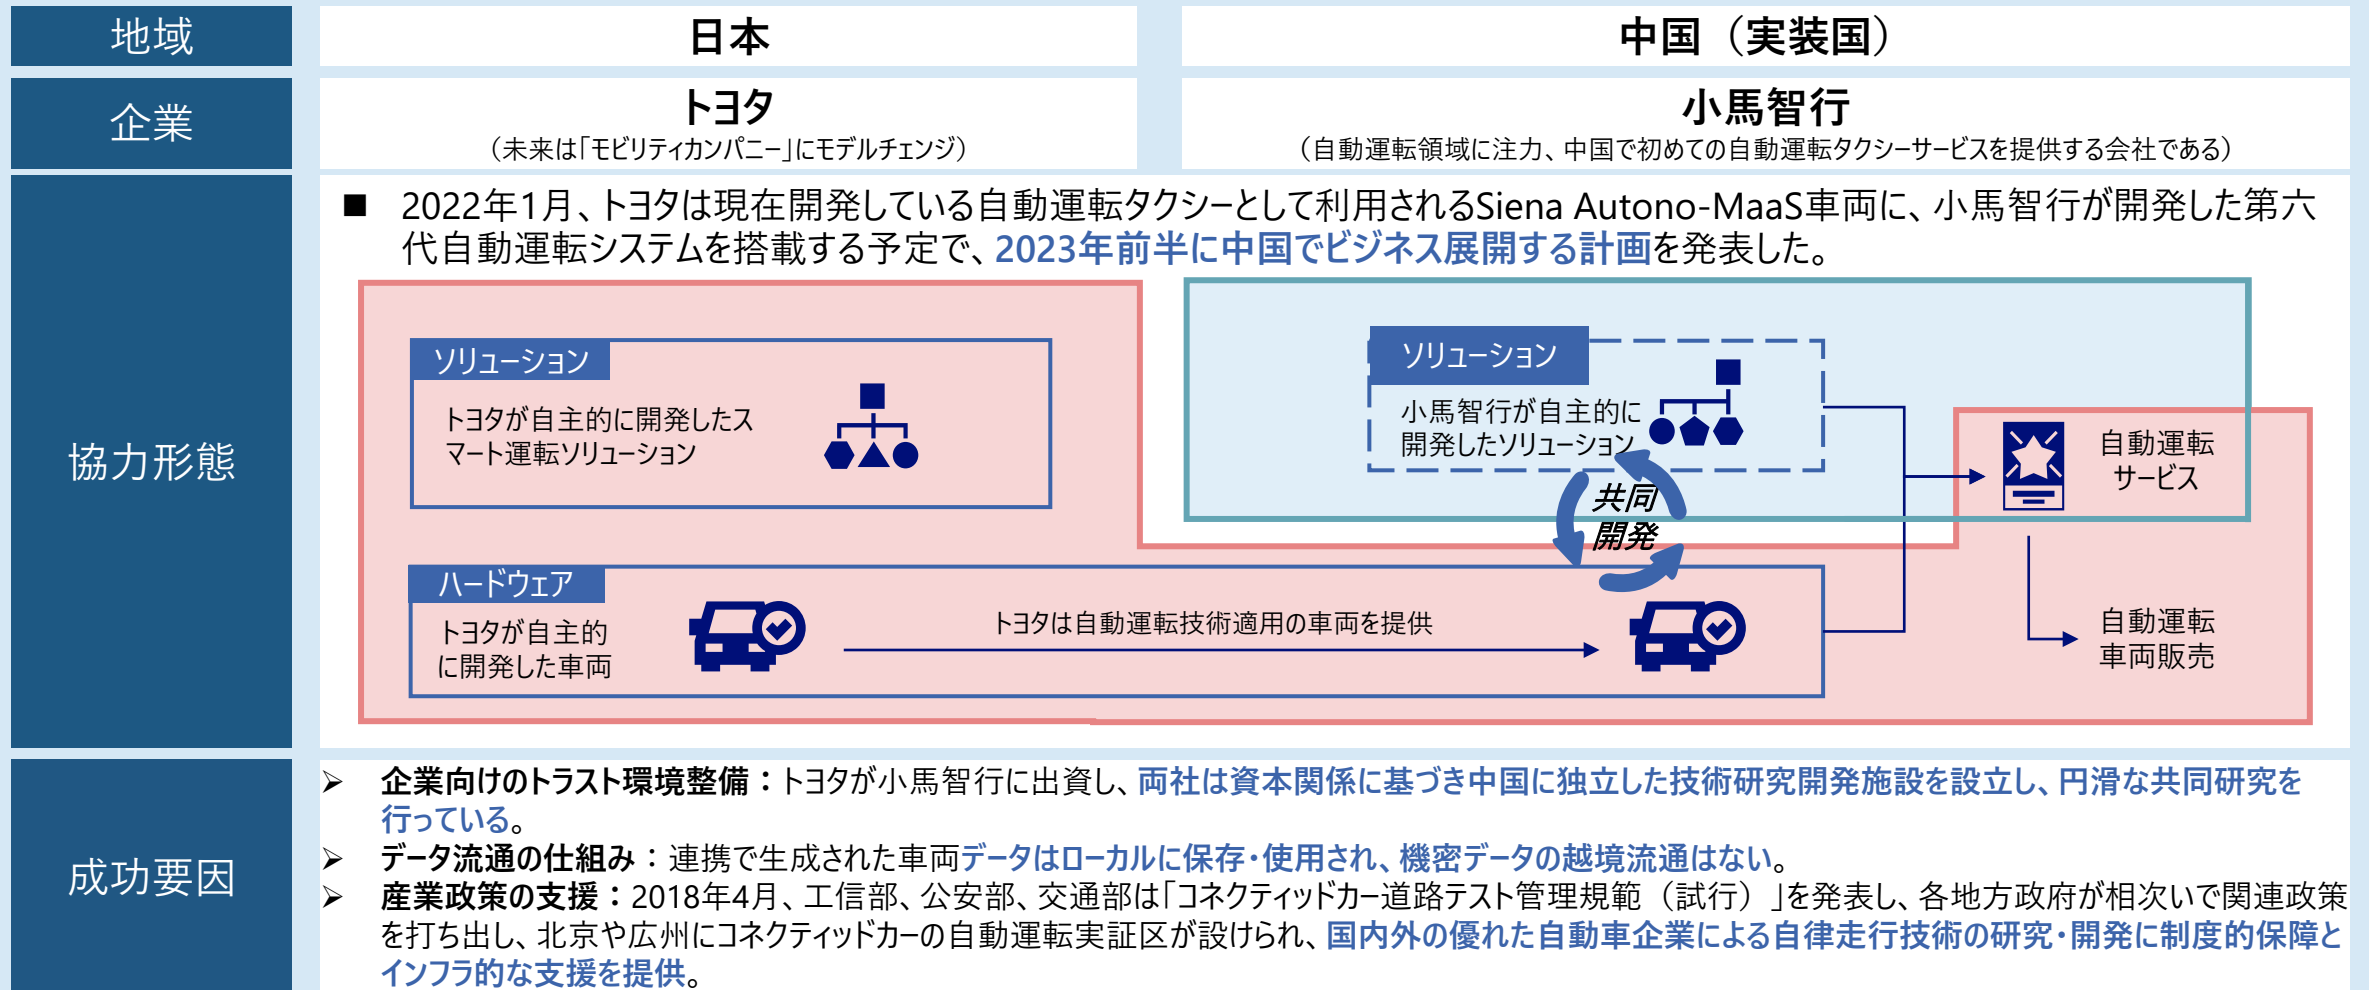 地域
日本
中国（実装国）
企業
トヨタ
（未来は「モビリティカンパニー」にモデルチェンジ）
小馬智行
（自動運転領域に注力、中国で初めての自動運転タクシーサービスを提供する会社である）
協力形態
■ 2022年1月、トヨタは現在開発している自動運転タクシーとして利用されるSiena Autono-MaaS車両に、小馬智行が開発した第六
代自動運転システムを搭載する予定で、2023年前半に中国でビジネス展開する計画を発表した。
ソリューション
トヨタが自主的に開発したス
マート運転ソリューション
ソリューション
小馬智行が自主的に
開発したソリューション
共同
開発
自動運転
サービス
ハードウェア
トヨタが自主的
に開発した車両
トヨタは自動運転技術適用の車両を提供
自動運転
車両販売
成功要因
➢ 企業向けのトラスト環境整備：トヨタが小馬智行に出資し、両社は資本関係に基づき中国に独立した技術研究開発施設を設立し、円滑な共同研究を
行っている。
➢ データ流通の仕組み：連携で生成された車両データはローカルに保存・使用され、機密データの越境流通はない。
➢ 産業政策の支援：2018年4月、工信部、公安部、交通部は「コネクティッドカー道路テスト管理規範（試行）」を発表し、各地方政府が相次いで関連政策
を打ち出し、北京や広州にコネクティッドカーの自動運転実証区が設けられ、国内外の優れた自動車企業による自律走行技術の研究・開発に制度的保障と
インフラ的な支援を提供。